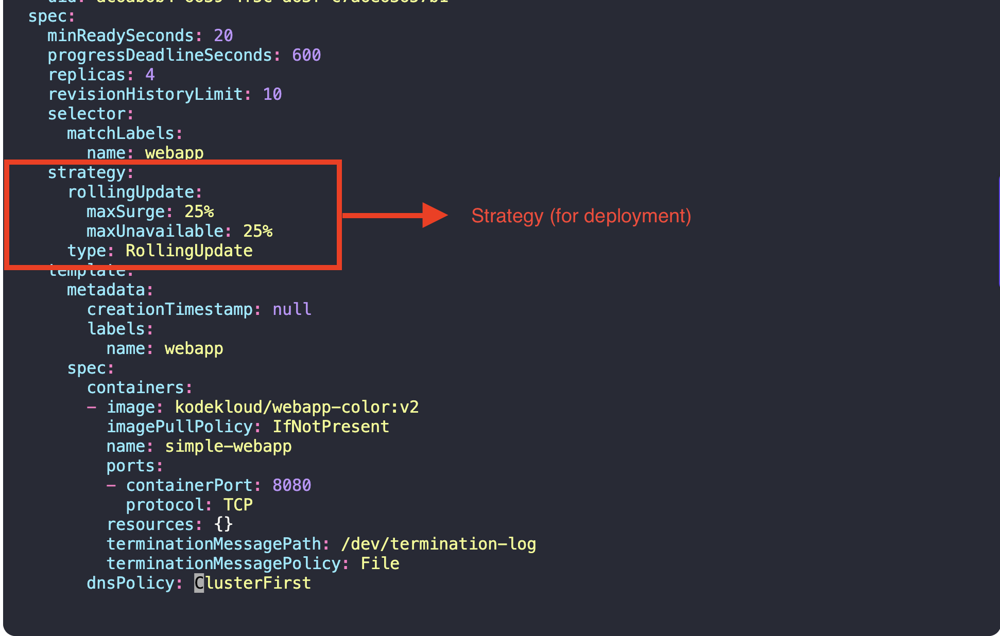 spec:
minReadySeconds: 20
progressDeadlineSeconds: 600
replicas: 4
revisionHistoryLimit: 10
selector:
matchLabels:
name: webapp
strategy:
rollingUpdate:
maxSurge: 25%
maxUnavailable: 25%
type: RollingUpdate
Strategy (for deployment)
template:
metadata:
creationTimestamp: null
labels:
name: webapp
spec:
containers:
- image: kodekloud/webapp-color:v2
imagePullPolicy: IfNotPresent
name: simple-webapp
ports:
- containerPort: 8080
protocol: TCP
resources: {}
terminationMessagePath: /dev/termination-log
terminationMessagePolicy: File
dnsPolicy: ClusterFirst